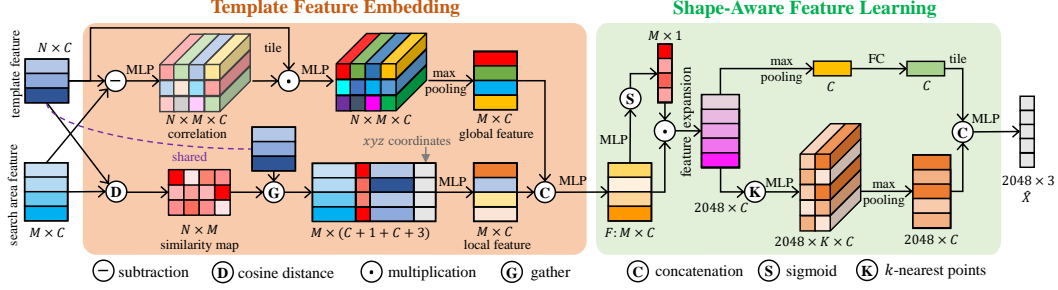 Template Feature Embedding
Shape-Aware Feature Learning
template feature
N × C
MLP
correlation
N × M × C
tile
MLP
max
pooling
M × C
global feature
shared
search area feature
M × C
D
N × M
similarity map
G
xyz coordinates
M × (C + 1 + C + 3)
MLP
M × C
local feature
C
MLP
F: M × C
MLP
S
M × 1
feature expansion
2048 × C
max
pooling
C
FC
C
tile
K
MLP
2048 × K × C
max
pooling
2048 × C
C
MLP
2048 × 3
X̂
− subtraction
D cosine distance
· multiplication
G gather
C concatenation
S sigmoid
K k-nearest points